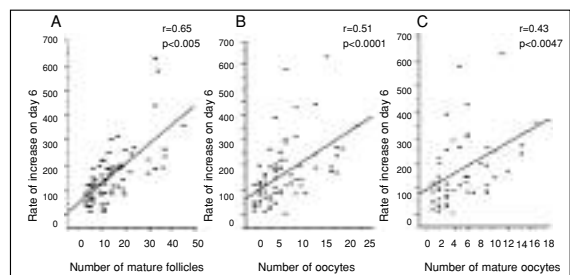 A
r=0.65
p<0.005
Rate of increase on day 6
700
600
500
400
300
200
100
0
0 10 20 30 40 50
Number of mature follicles
B
r=0.51
p<0.0001
Rate of increase on day 6
700
600
500
400
300
200
100
0
0 5 10 15 20 25
Number of oocytes
C
r=0.43
p<0.0047
Rate of increase on day 6
700
600
500
400
300
200
100
0
0 2 4 6 8 10 12 14 16 18
Number of mature oocytes